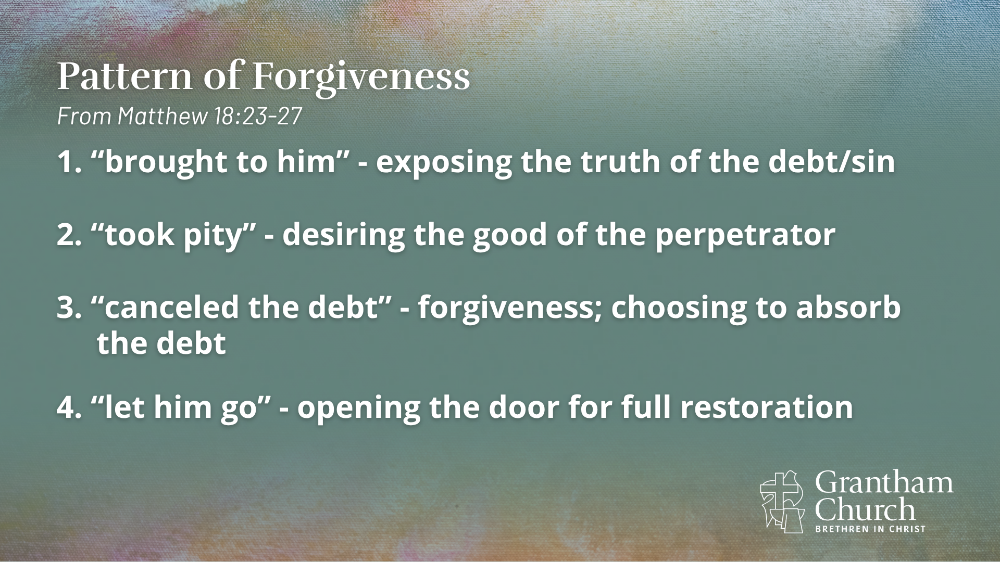 Pattern of Forgiveness
From Matthew 18:23-27
1. “brought to him” - exposing the truth of the debt/sin
2. “took pity” - desiring the good of the perpetrator
3. “canceled the debt” - forgiveness; choosing to absorb
the debt
4. “let him go” - opening the door for full restoration
Grantham
Church
BRETHREN IN CHRIST